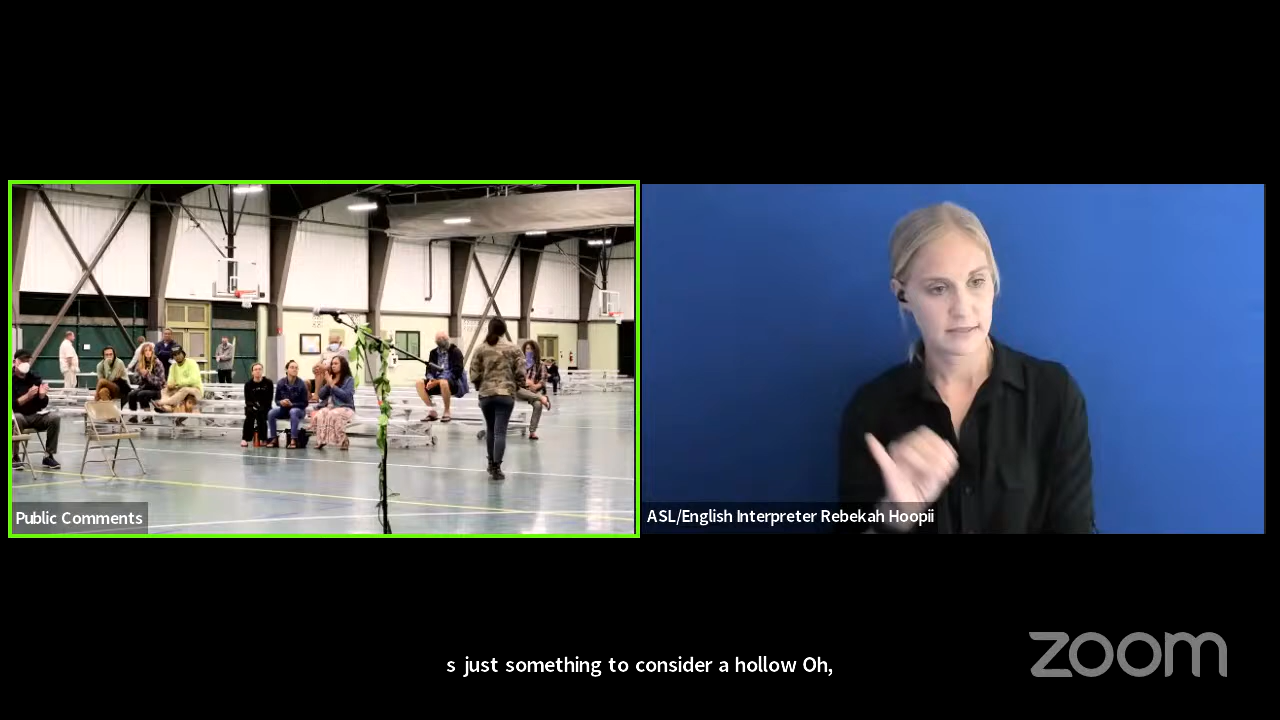 Public Comments
ASL/English Interpreter Rebekah Hoopii
s just something to consider a hollow Oh,
zoom